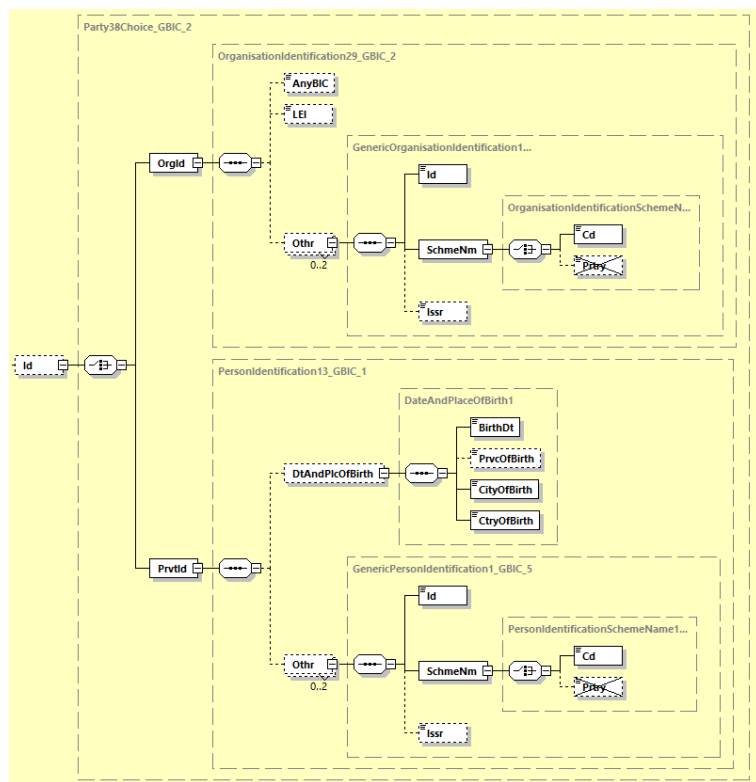 Party38Choice_GBIC_2
OrganisationIdentification29_GBIC_2
AnyBIC
LEI
GenericOrganisationIdentification1...
OrgId
Id
OrganisationIdentificationSchemeN...
Cd
Othr
SchmeNm
Prtry
0..2
Issr
Id
PersonIdentification13_GBIC_1
DateAndPlaceOfBirth1
BirthDt
PrvcOfBirth
DtAndPlcOfBirth
CityOfBirth
CtryOfBirth
GenericPersonIdentification1_GBIC_5
PrvtId
Id
PersonIdentificationSchemeName1...
Cd
Othr
SchmeNm
Prtry
0..2
Issr